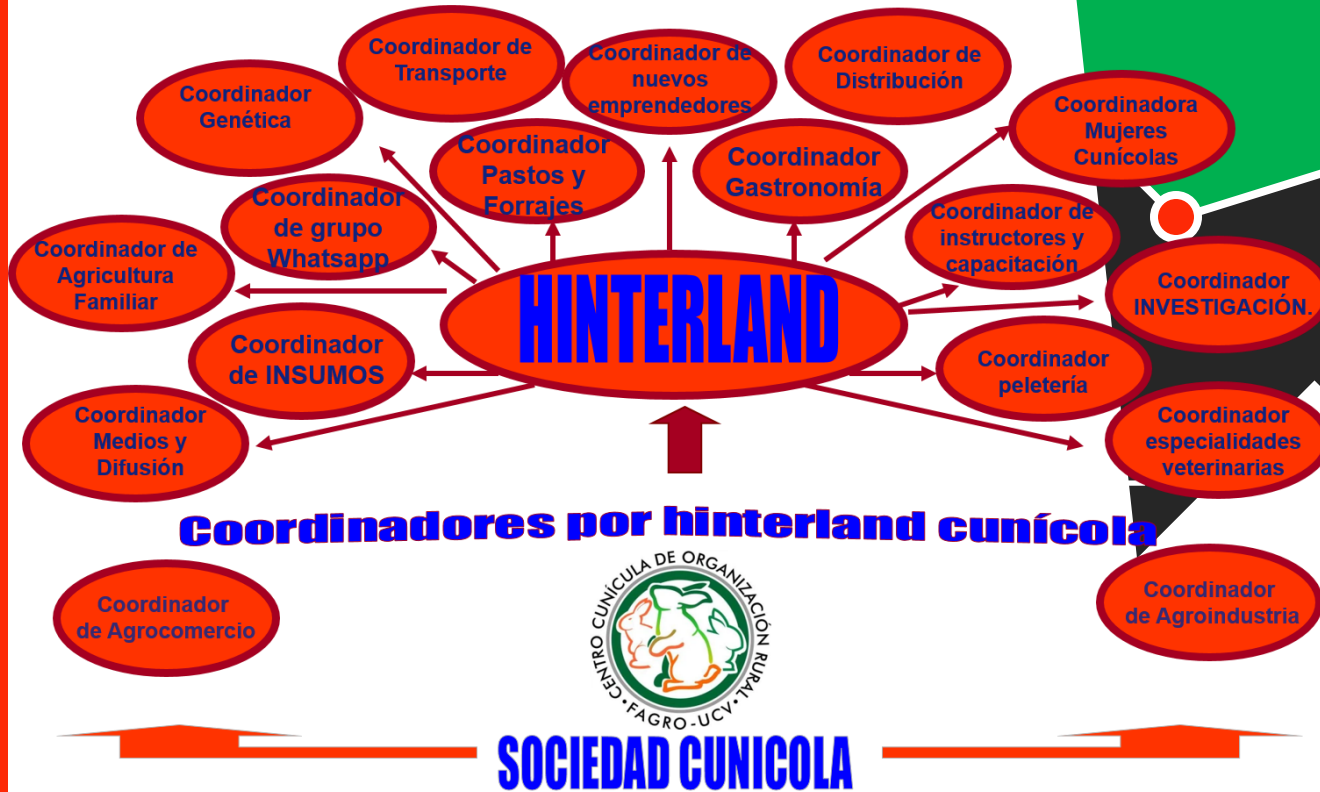 Coordinador de
Transporte
Coordinador de
nuevos
emprendedores
Coordinador de
Distribución
Coordinador
Genética
Coordinadora
Mujeres
Cunícolas
Coordinador
Pastos y
Forrajes
Coordinador
Gastronomía
Coordinador
de grupo
Whatsapp
Coordinador de
instructores y
capacitación
Coordinador de
Agricultura
Familiar
HINTERLAND
Coordinador
INVESTIGACIÓN.
Coordinador
de INSUMOS
Coordinador
peletería
Coordinador
Medios y
Difusión
Coordinador
especialidades
veterinarias
Coordinadores por hinterland cunícola
Coordinador
de Agrocomercio
CENTRO CUNÍCULA DE ORGANIZACIÓN RURAL
•FAGRO-UCV•
Coordinador
de Agroindustria
SOCIEDAD CUNICOLA